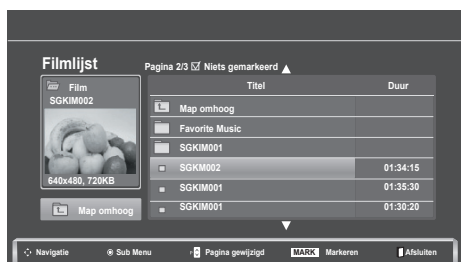 Filmlijst
Pagina 2/3 Niets gemarkeerd
Film
SGKIM002
640x480, 720KB
Map omhoog
Titel Duur
Map omhoog
Favorite Music
SGKIM001
SGKM002 01:34:15
SGKIM001 01:35:30
SGKIM001 01:30:20
Navigatie Sub Menu Pagina gewijzigd MARK Markeren Afsluiten